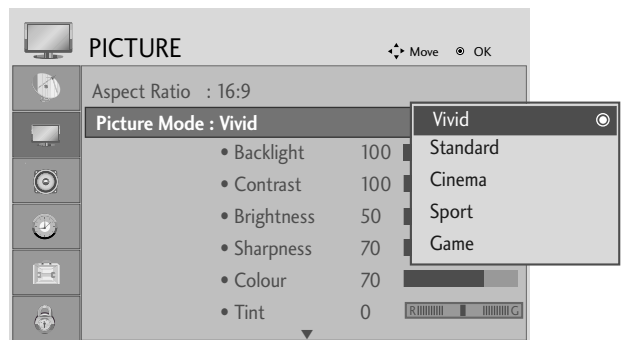 PICTURE Move OK
Aspect Ratio : 16:9
Picture Mode : Vivid
• Backlight 100
• Contrast 100
• Brightness 50
• Sharpness 70
• Colour 70
• Tint 0 R G
Vivid
Standard
Cinema
Sport
Game